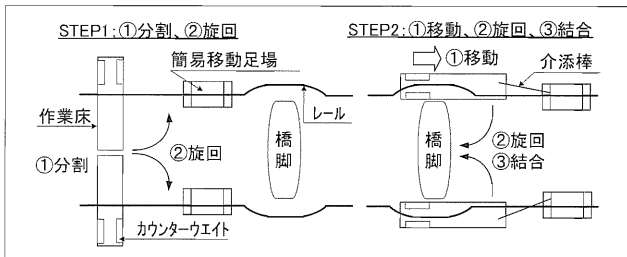 STEP1:①分割、②旋回
簡易移動足場
作業床
レール
①分割
②旋回
橋脚
カウンターウエイト
STEP2:①移動、②旋回、③結合
①移動
介添棒
橋脚
②旋回
③結合